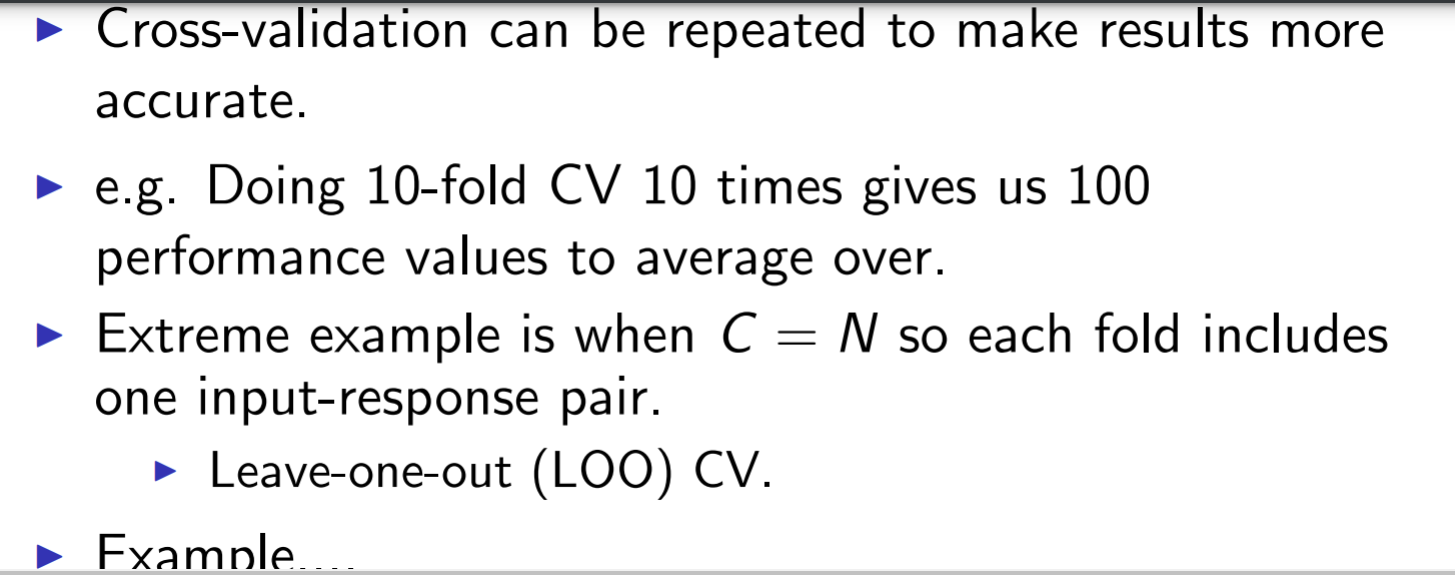 Cross-validation can be repeated to make results more
accurate.
e.g. Doing 10-fold CV 10 times gives us 100
performance values to average over.
Extreme example is when C = N so each fold includes
one input-response pair.
Leave-one-out (LOO) CV.
Example....